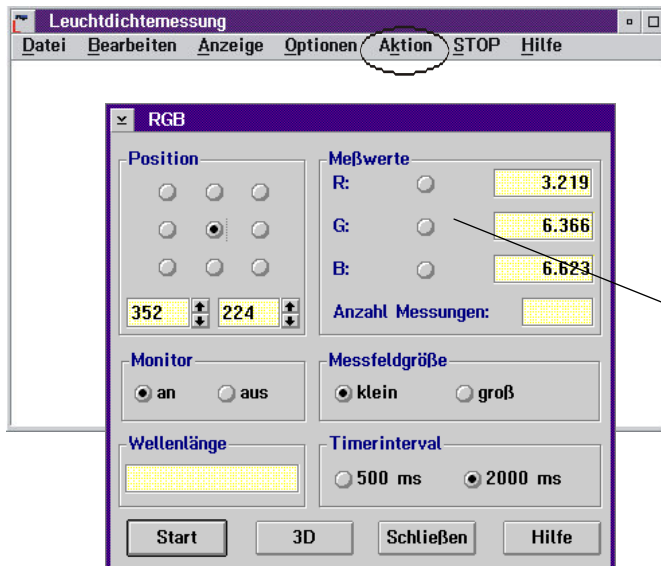 Leuchtdichtemessung
Datei Bearbeiten Anzeige Optionen Aktion STOP Hilfe
RGB
Position
352 224
Meßwerte
R: 3.219
G: 6.366
B: 6.623
Anzahl Messungen:
Monitor
an aus
Messfeldgröße
klein groß
Wellenlänge
Timerinterval
500 ms 2000 ms
Start 3D Schließen Hilfe